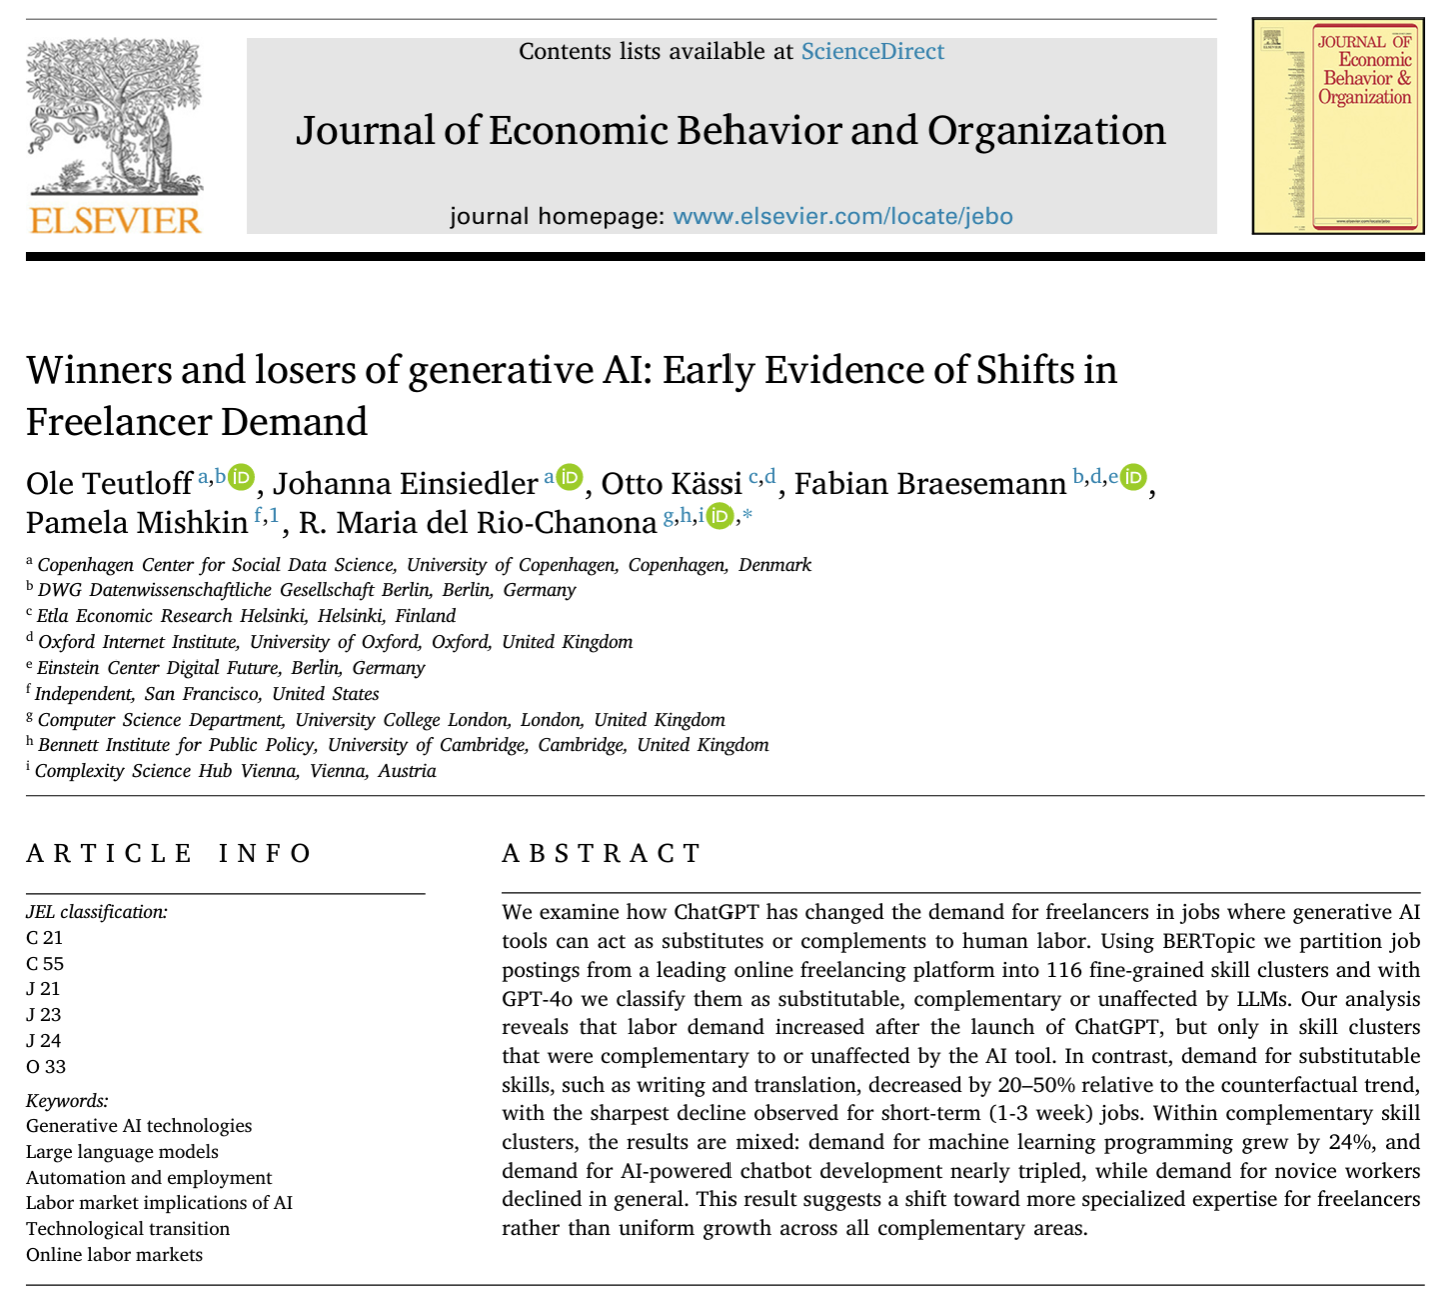 Contents lists available at ScienceDirect
Journal of Economic Behavior and Organization
journal homepage: www.elsevier.com/locate/jebo
ELSEVIER
JOURNAL OF
Economic
Behavior &
Organization
Winners and losers of generative AI: Early Evidence of Shifts in
Freelancer Demand
Ole Teutloff a,b iD, Johanna Einsiedler a iD, Otto Kässi c,d, Fabian Braesemann b,d,e iD,
Pamela Mishkin f,1, R. Maria del Rio-Chanona g,h,i iD,*
a Copenhagen Center for Social Data Science, University of Copenhagen, Copenhagen, Denmark
b DWG Datenwissenschaftliche Gesellschaft Berlin, Berlin, Germany
c Etla Economic Research Helsinki, Helsinki, Finland
d Oxford Internet Institute, University of Oxford, Oxford, United Kingdom
e Einstein Center Digital Future, Berlin, Germany
f Independent, San Francisco, United States
g Computer Science Department, University College London, London, United Kingdom
h Bennett Institute for Public Policy, University of Cambridge, Cambridge, United Kingdom
i Complexity Science Hub Vienna, Vienna, Austria
ARTICLE INFO
JEL classification:
C 21
C 55
J 21
J 23
J 24
O 33
Keywords:
Generative AI technologies
Large language models
Automation and employment
Labor market implications of AI
Technological transition
Online labor markets
ABSTRACT
We examine how ChatGPT has changed the demand for freelancers in jobs where generative AI
tools can act as substitutes or complements to human labor. Using BERTopic we partition job
postings from a leading online freelancing platform into 116 fine-grained skill clusters and with
GPT-4o we classify them as substitutable, complementary or unaffected by LLMs. Our analysis
reveals that labor demand increased after the launch of ChatGPT, but only in skill clusters
that were complementary to or unaffected by the AI tool. In contrast, demand for substitutable
skills, such as writing and translation, decreased by 20–50% relative to the counterfactual trend,
with the sharpest decline observed for short-term (1-3 week) jobs. Within complementary skill
clusters, the results are mixed: demand for machine learning programming grew by 24%, and
demand for AI-powered chatbot development nearly tripled, while demand for novice workers
declined in general. This result suggests a shift toward more specialized expertise for freelancers
rather than uniform growth across all complementary areas.